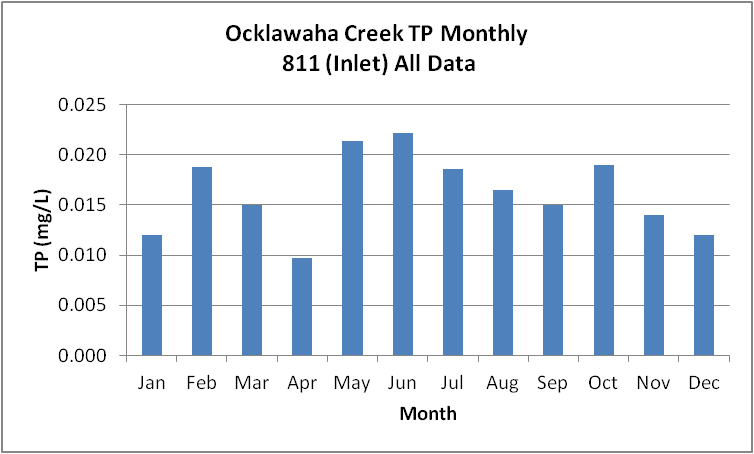 Ocklawaha Creek TP Monthly
811 (Inlet) All Data
TP (mg/L)
0.025
0.020
0.015
0.010
0.005
0.000
Jan Feb Mar Apr May Jun Jul Aug Sep Oct Nov Dec
Month